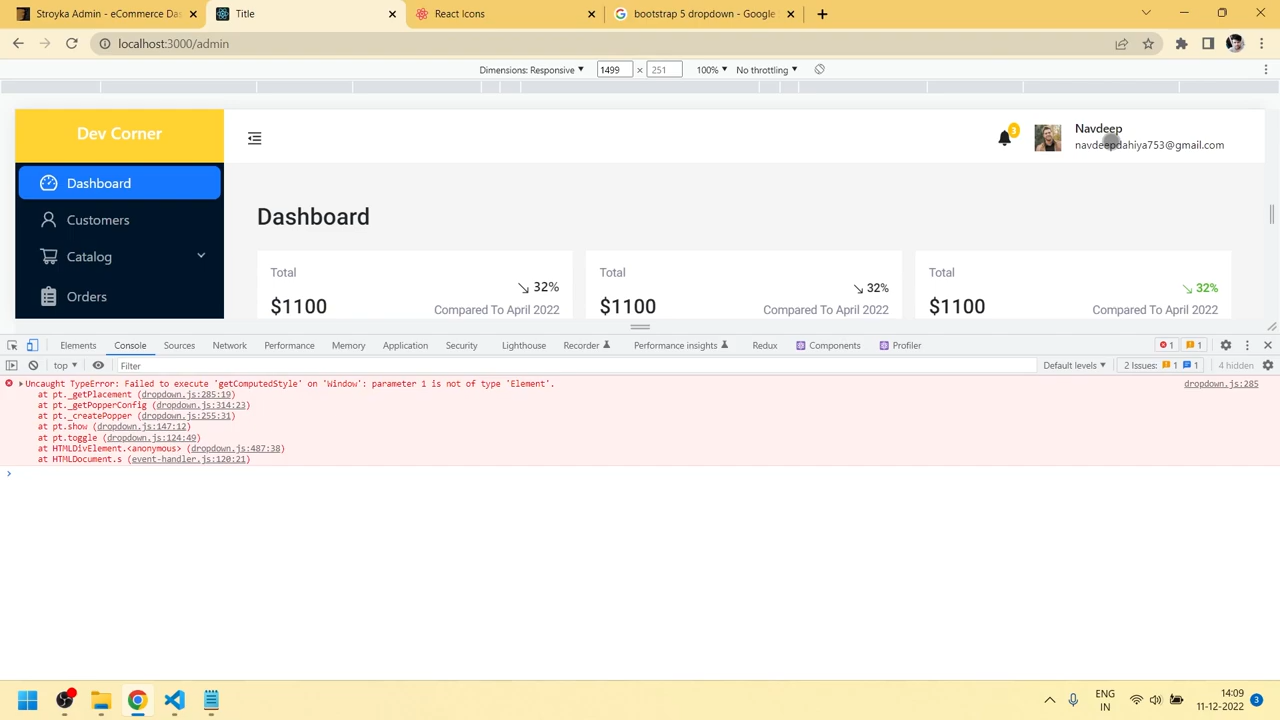 Stroyka Admin - eCommerce Das
Title
React Icons
bootstrap 5 dropdown - Google
localhost:3000/admin
Dimensions: Responsive
1499 × 251
100%
No throttling
Dev Corner
3
Navdeep
navdeepdahiya753@gmail.com
Dashboard
Customers
Catalog
Orders
Dashboard
Total
32%
$1100
Compared To April 2022
Total
32%
$1100
Compared To April 2022
Total
32%
$1100
Compared To April 2022
Elements
Console
Sources
Network
Performance
Memory
Application
Security
Lighthouse
Recorder
Performance insights
Redux
Components
Profiler
1
1
top
Filter
Default levels
2 Issues: 1 1
4 hidden
Uncaught TypeError: Failed to execute 'getComputedStyle' on 'Window': parameter 1 is not of type 'Element'.
dropdown.js:285
at pt._getPlacement (dropdown.js:285:19)
at pt._getPopperConfig (dropdown.js:314:23)
at pt._createPopper (dropdown.js:255:31)
at pt.show (dropdown.js:147:12)
at pt.toggle (dropdown.js:124:49)
at HTMLDivElement.<anonymous> (dropdown.js:487:38)
at HTMLDocument.s (event-handler.js:120:21)
ENG
IN
14:09
11-12-2022
3